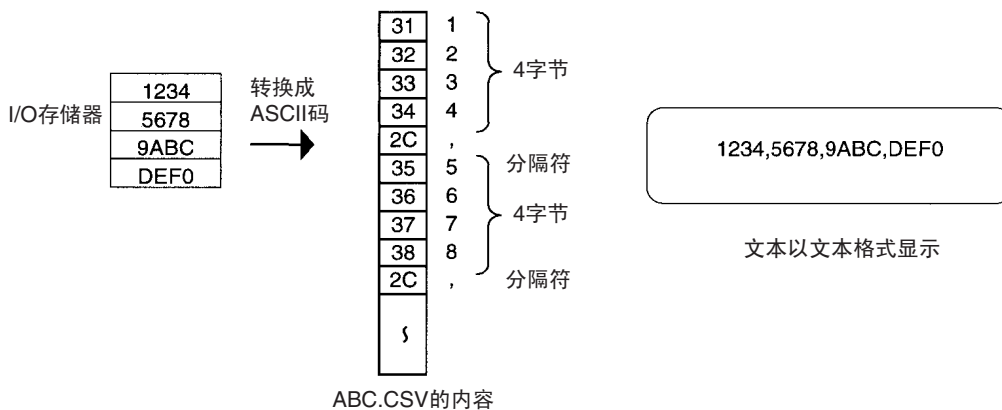 I/O存储器
1234
5678
9ABC
DEF0
转换成
ASCII码
31 1
32 2
33 3
34 4
2C ,
35 5
36 6
37 7
38 8
2C ,
4字节
分隔符
4字节
分隔符
ABC.CSV的内容
1234,5678,9ABC,DEF0
文本以文本格式显示